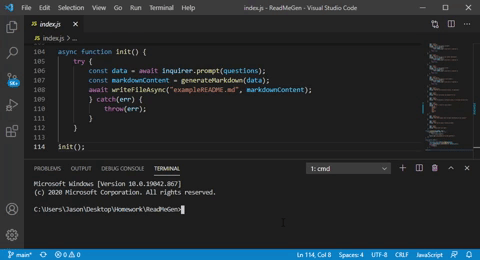 File Edit Selection View Go Run Terminal Help
index.js - ReadMeGen - Visual Studio Code
JS index.js ×
JS index.js > ...
104 async function init() {
105 try {
106 const data = await inquirer.prompt(questions);
107 const markdownContent = generateMarkdown(data);
108 await writeFileAsync("exampleREADME.md", markdownContent);
109 } catch(err) {
110 throw(err);
111 }
112 }
113
114 init();
PROBLEMS OUTPUT DEBUG CONSOLE TERMINAL 1: cmd
Microsoft Windows [Version 10.0.19042.867]
(c) 2020 Microsoft Corporation. All rights reserved.
C:\Users\Jason\Desktop\Homework\ReadMeGen>
main* 0 0 Ln 114, Col 8 Spaces: 4 UTF-8 CRLF JavaScript